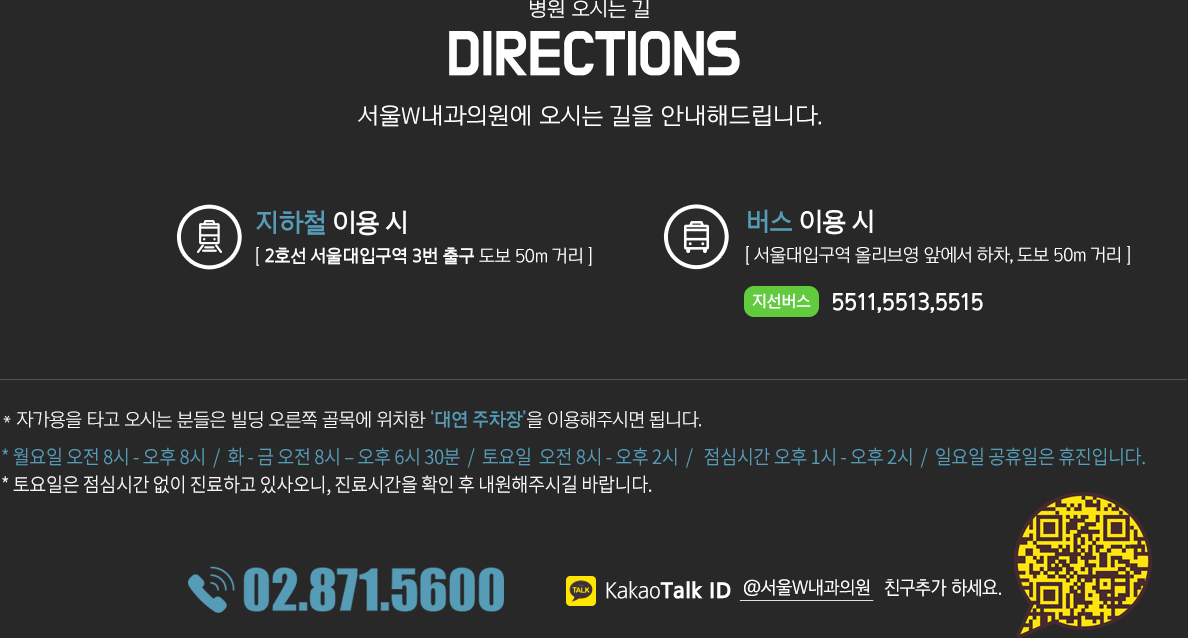 병원 오시는 길
DIRECTIONS
서울W내과의원에 오시는 길을 안내해드립니다.
지하철 이용 시
[ 2호선 서울대입구역 3번 출구 도보 50m 거리 ]
버스 이용 시
[ 서울대입구역 올리브영 앞에서 하차, 도보 50m 거리 ]
지선버스 5511,5513,5515
* 자가용을 타고 오시는 분들은 빌딩 오른쪽 골목에 위치한 '대연 주차장'을 이용해주시면 됩니다.
* 월요일 오전 8시 - 오후 8시 / 화 - 금 오전 8시 – 오후 6시 30분 / 토요일 오전 8시 - 오후 2시 / 점심시간 오후 1시 - 오후 2시 / 일요일 공휴일은 휴진입니다.
* 토요일은 점심시간 없이 진료하고 있사오니, 진료시간을 확인 후 내원해주시길 바랍니다.
02.871.5600
TALK KakaoTalk ID @서울W내과의원 친구추가 하세요.